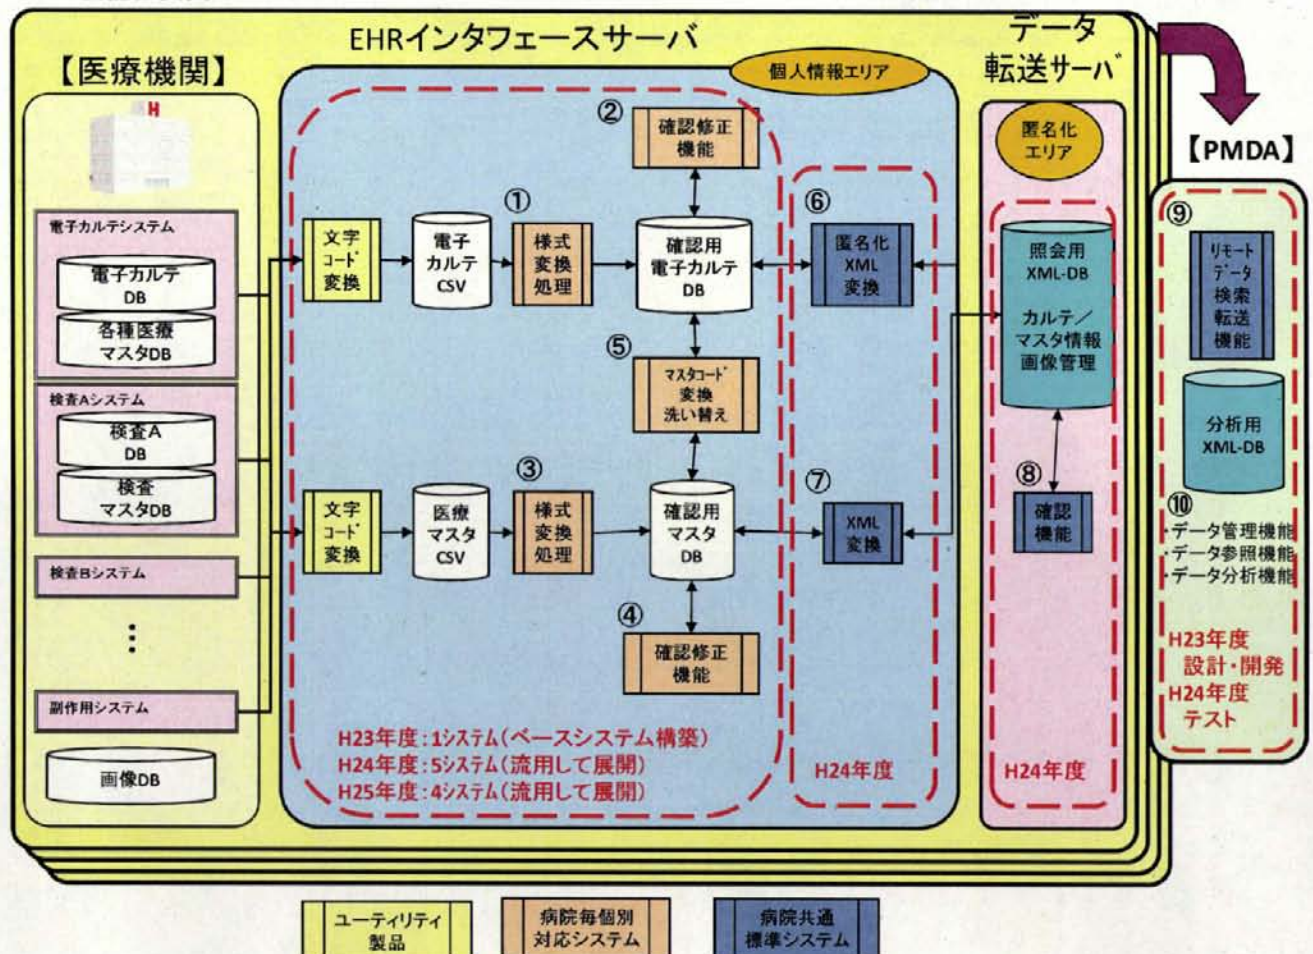 EHRインタフェースサーバ
データ
転送サーバ
【医療機関】
個人情報エリア
H
②
確認修正
機能
匿名化
エリア
【PMDA】
電子カルテシステム
電子カルテ
DB
各種医療
マスタDB
文字
コード
変換
電子
カルテ
CSV
①
様式
変換
処理
確認用
電子カルテ
DB
⑥
匿名化
XML
変換
照会用
XML-DB
カルテ／
マスタ情報
画像管理
⑨
リモート
データ
検索
転送
機能
⑤
マスタコード
変換
洗い替え
検査Aシステム
検査A
DB
検査
マスタDB
分析用
XML-DB
文字
コード
変換
医療
マスタ
CSV
③
様式
変換
処理
確認用
マスタ
DB
⑦
XML
変換
⑧
確認
機能
⑩
・データ管理機能
・データ参照機能
・データ分析機能
検査Bシステム
⋮
④
確認修正
機能
副作用システム
画像DB
H23年度：1システム（ベースシステム構築）
H24年度：5システム（流用して展開）
H25年度：4システム（流用して展開）
H24年度
H24年度
H23年度
設計・開発
H24年度
テスト
ユーティリティ
製品
病院毎個別
対応システム
病院共通
標準システム